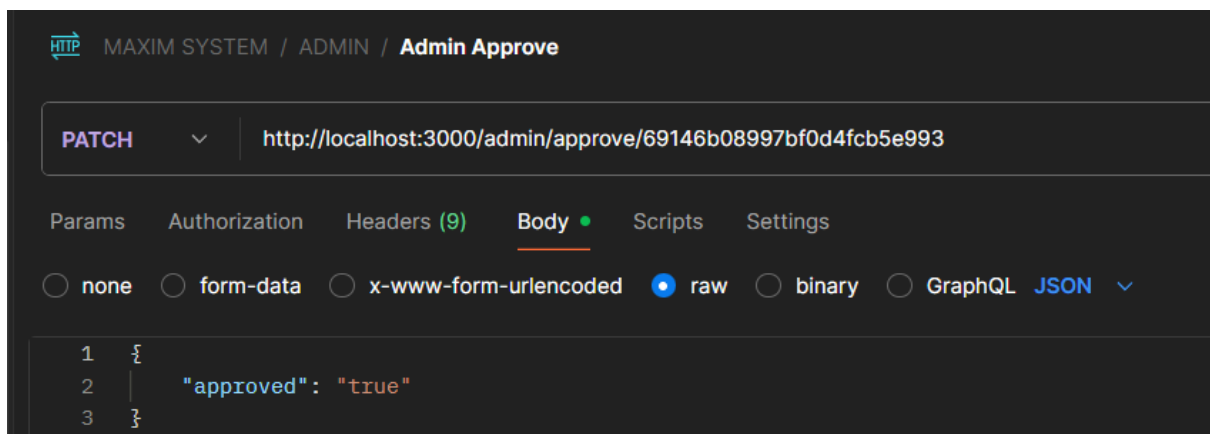 HTTP MAXIM SYSTEM / ADMIN / Admin Approve
PATCH http://localhost:3000/admin/approve/69146b08997bf0d4fcb5e993
Params Authorization Headers (9) Body Scripts Settings
none form-data x-www-form-urlencoded raw binary GraphQL JSON
1 {
2 "approved": "true"
3 }